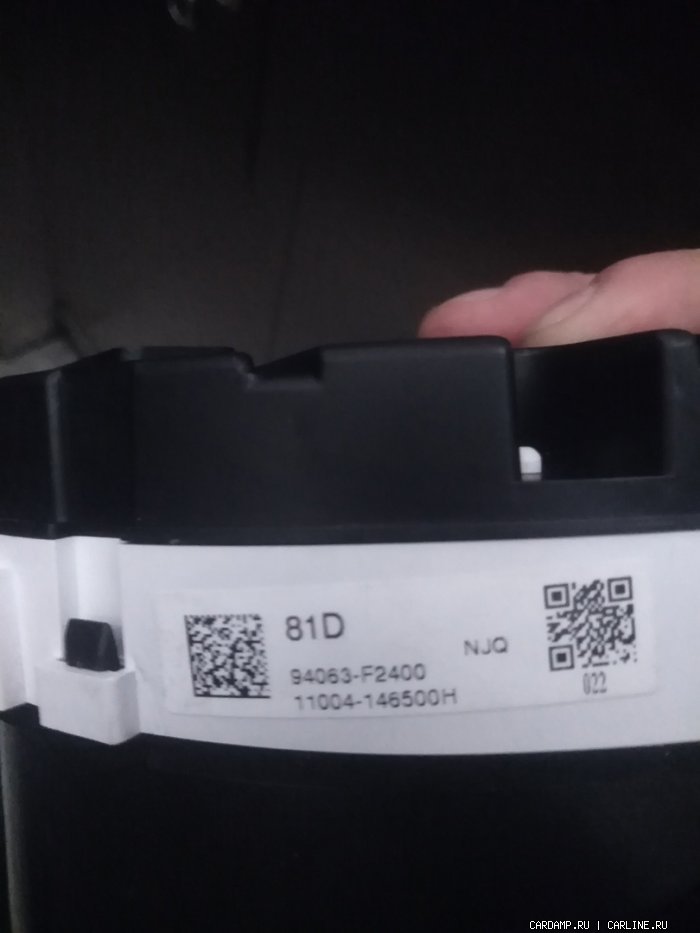 81D
NJQ
94063-F2400
11004-146500H
022
CARDAMP.RU | CARLINE.RU